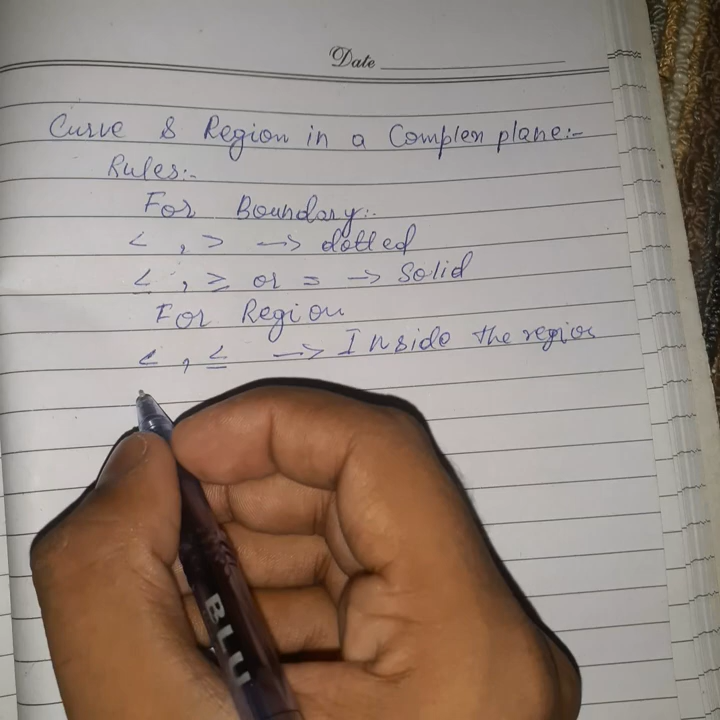 Date
Curve & Region in a Complex plane:-
Rules:-
For Boundary:-
< , > → dotted
≤ , ≥ or = → Solid
For Region
< , ≤ → Inside the region
BLU